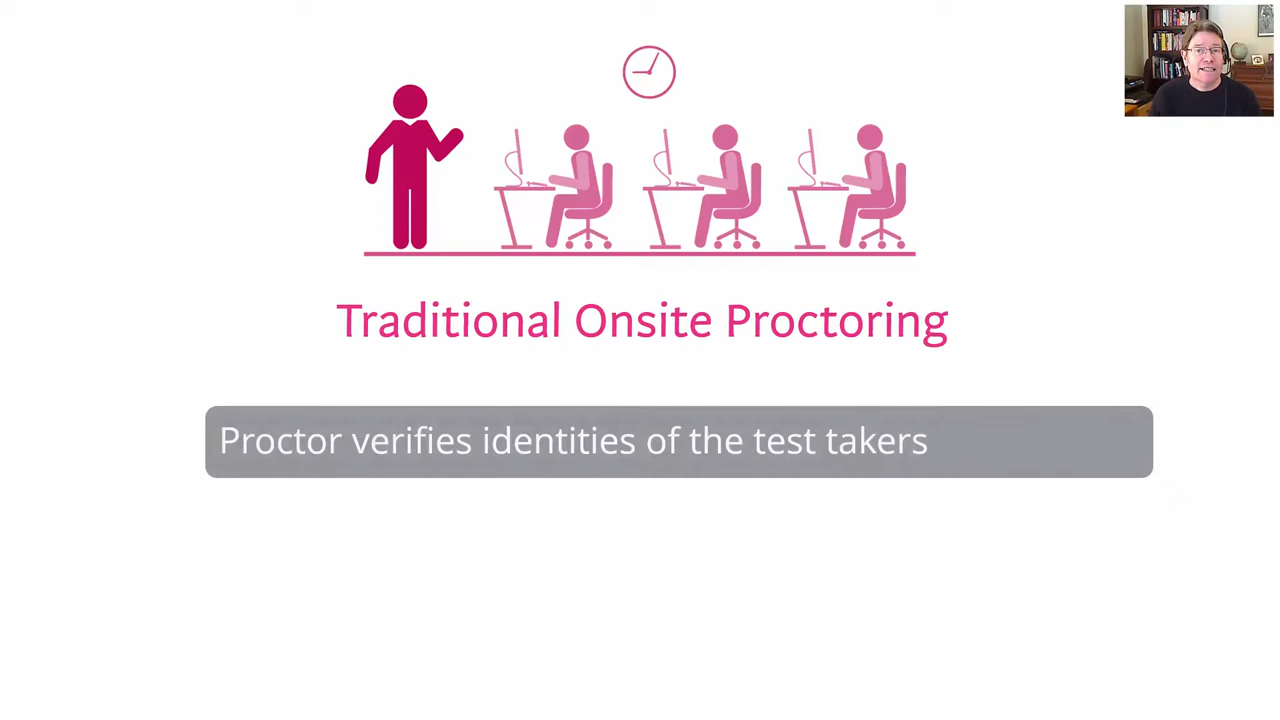 Traditional Onsite Proctoring
Proctor verifies identities of the test takers